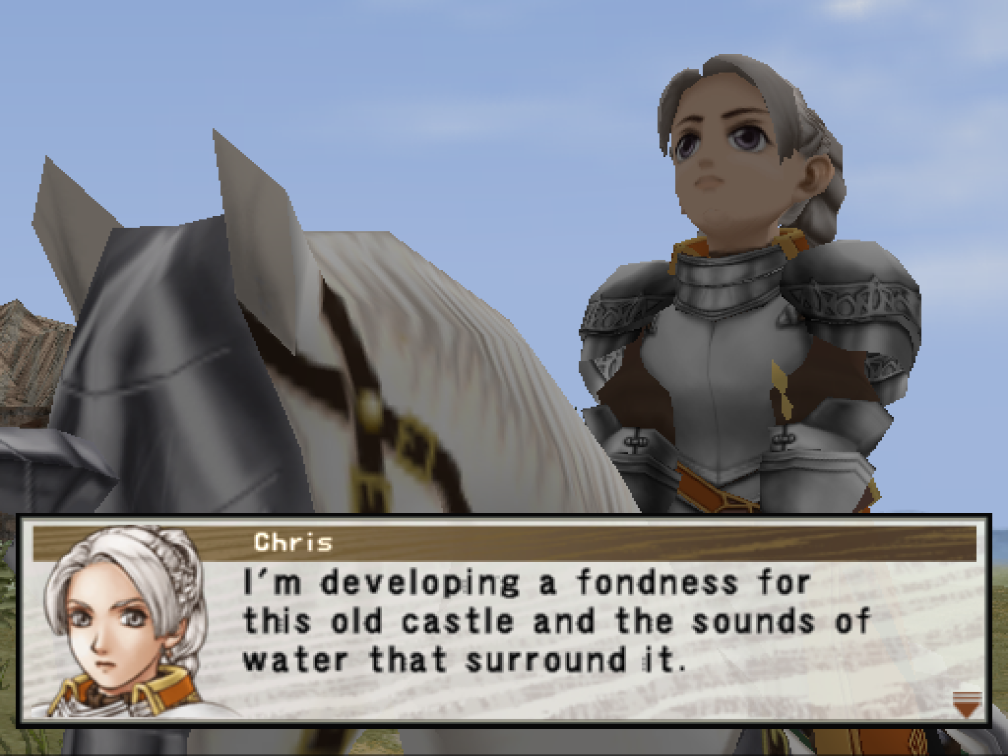 Chris
I'm developing a fondness for
this old castle and the sounds of
water that surround it.